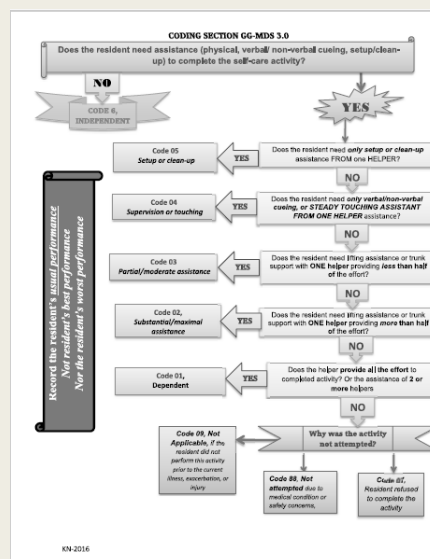 CODING SECTION GG-MDS 3.0
Does the resident need assistance (physical, verbal/ non-verbal cueing, setup/clean-
up) to complete the self-care activity?
NO
YES
CODE 6,
INDEPENDENT
Code 05
Setup or clean-up
YES
Does the resident need only setup or clean-up
assistance FROM one HELPER?
NO
Code 04
Supervision or touching
YES
Does the resident need only verbal/non-verbal
cueing, or STEADY TOUCHING ASSISTANT
FROM ONE HELPER assistance?
NO
Code 03
Partial/moderate assistance
YES
Does the resident need lifting assistance or trunk
support with ONE helper providing less than half
of the effort?
NO
Code 02,
Substantial/maximal
assistance
YES
Does the resident need lifting assistance or trunk
support with ONE helper providing more than half
of the effort?
NO
Code 01,
Dependent
YES
Does the helper provide all the effort to
completed activity? Or the assistance of 2 or
more helpers
NO
Why was the activity
not attempted?
Code 09, Not
Applicable, if the
resident did not
perform this activity
prior to the current
illness, exacerbation, or
injury
Code 88, Not
attempted due to
medical condition or
safety concerns,
Code 07,
Resident refused
to complete the
activity
Record the resident's usual performance
Not resident's best performance
Nor the resident's worst performance
KN-2016